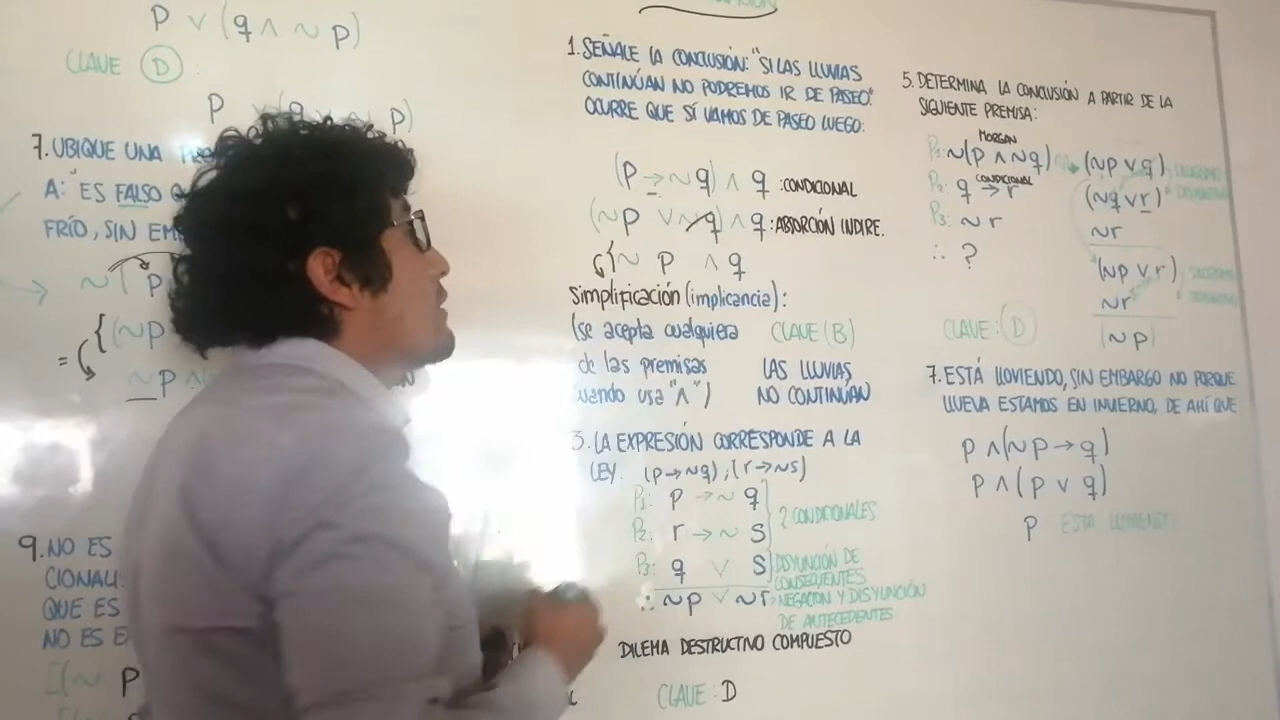 P ∨ (q ∧ ~ p)
CLAVE (D):
P
p)
7. UBIQUE UNA
A: "ES FALSO
FRÍO, SIN
~ ( p
= { (~p
~p ∧
9. NO ES
QUE ES
NO ES
p
1. SEÑALE LA CONCLUSIÓN: "SI LAS LLUVIAS
CONTINÚAN NO PODREMOS IR DE PASEO".
OCURRE QUE SÍ VAMOS DE PASEO LUEGO:
(P → ~ q) ∧ q : CONDICIONAL
(~p ∨ ~q) ∧ q : ABSORCIÓN INDIRE.
~ p ∧ q
Simplificación (implicancia):
(se acepta cualquiera CLAVE (B)
de las premisas LAS LLUVIAS
cuando usa "∧") NO CONTINÚAN
3. LA EXPRESIÓN CORRESPONDE A LA
LEY. (p→~q), (r→~s)
P₁: p → ~ q
P₂: r → ~ s } 2 CONDICIONALES
P₃: q ∨ s } DISYUNCIÓN DE CONSECUENTES
∴ ~p ∨ ~r > NEGACIÓN Y DISYUNCIÓN
DE ANTECEDENTES
DILEMA DESTRUCTIVO COMPUESTO
CLAVE: D
5. DETERMINA LA CONCLUSIÓN A PARTIR DE LA
SIGUIENTE PREMISA:
MORGAN
P₁: ~(p ∧ ~q) → (~p ∨ q)
CONDICIONAL
P₂: q → r (~q ∨ r)
P₃: ~ r ~r
∴ ? (~p ∨ r)
~r
CLAVE: (D) (~p)
7. ESTÁ LLOVIENDO, SIN EMBARGO NO PORQUE
LLUEVA ESTAMOS EN INVIERNO, DE AHÍ QUE
p ∧ (~p → q)
p ∧ (p ∨ q)
p ESTA LLOVIENDO